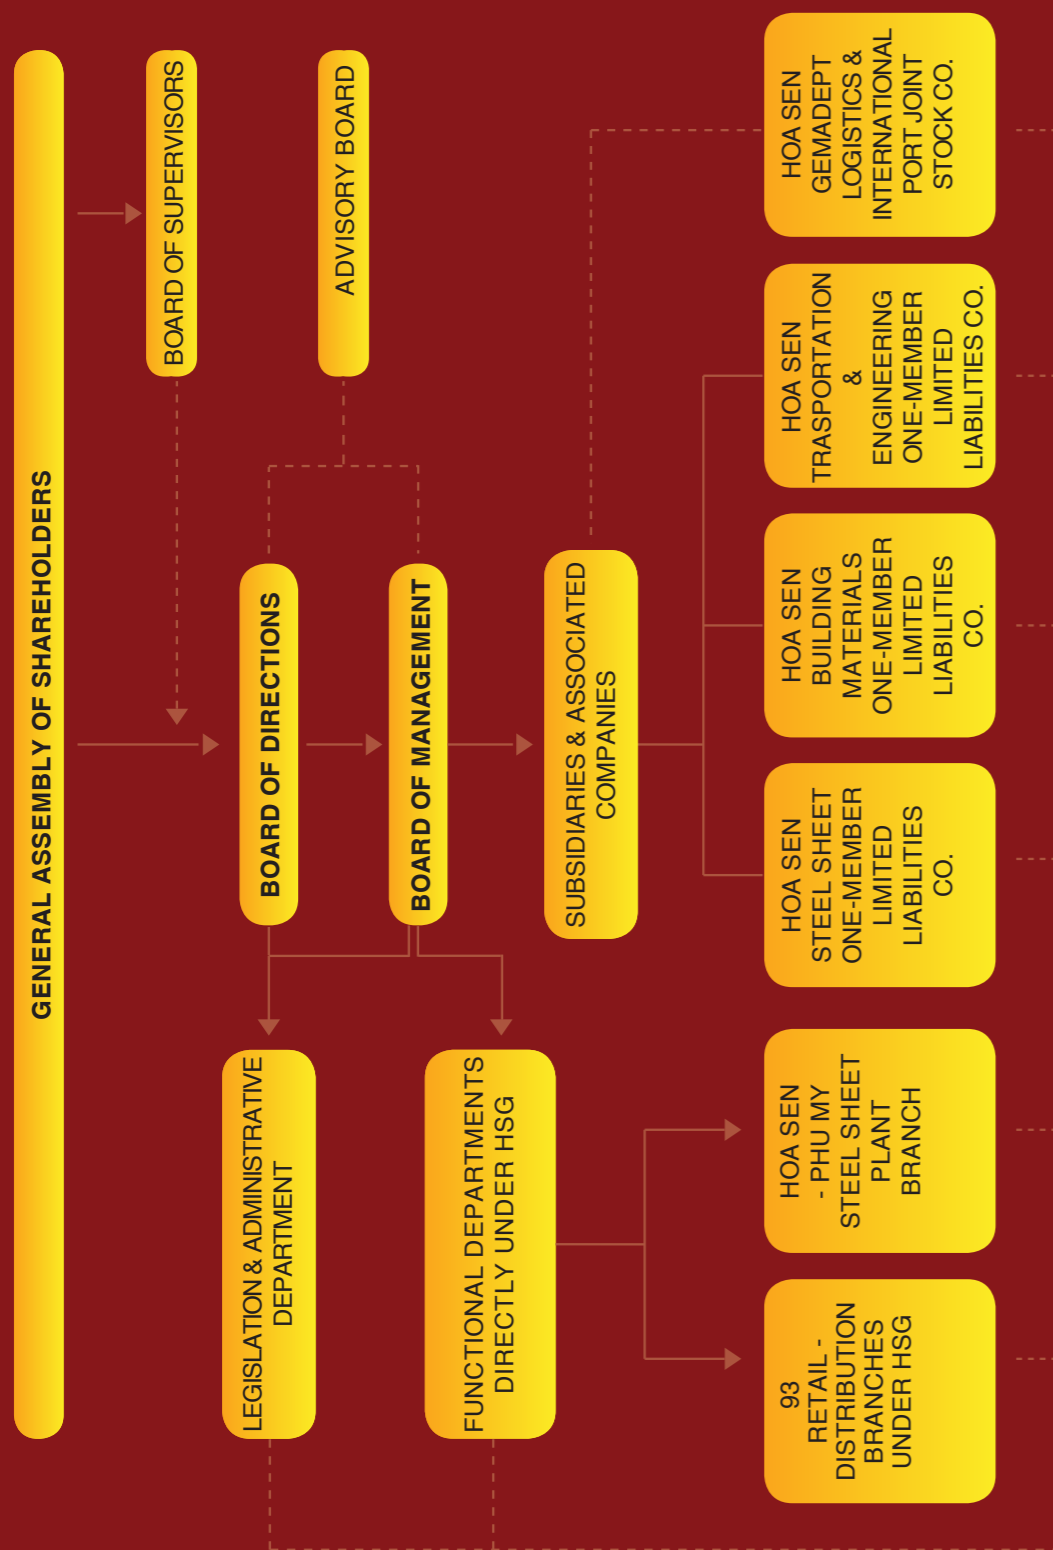 GENERAL ASSEMBLY OF SHAREHOLDERS
BOARD OF SUPERVISORS
BOARD OF DIRECTIONS
ADVISORY BOARD
LEGISLATION & ADMINISTRATIVE
DEPARTMENT
BOARD OF MANAGEMENT
FUNCTIONAL DEPARTMENTS
DIRECTLY UNDER HSG
SUBSIDIARIES & ASSOCIATED
COMPANIES
93
RETAIL -
DISTRIBUTION
BRANCHES
UNDER HSG
HOA SEN
- PHU MY
STEEL SHEET
PLANT
BRANCH
HOA SEN
STEEL SHEET
ONE-MEMBER
LIMITED
LIABILITIES
CO.
HOA SEN
BUILDING
MATERIALS
ONE-MEMBER
LIMITED
LIABILITIES
CO.
HOA SEN
TRASPORTATION
&
ENGINEERING
ONE-MEMBER
LIMITED
LIABILITIES CO.
HOA SEN
GEMADEPT
LOGISTICS &
INTERNATIONAL
PORT JOINT
STOCK CO.